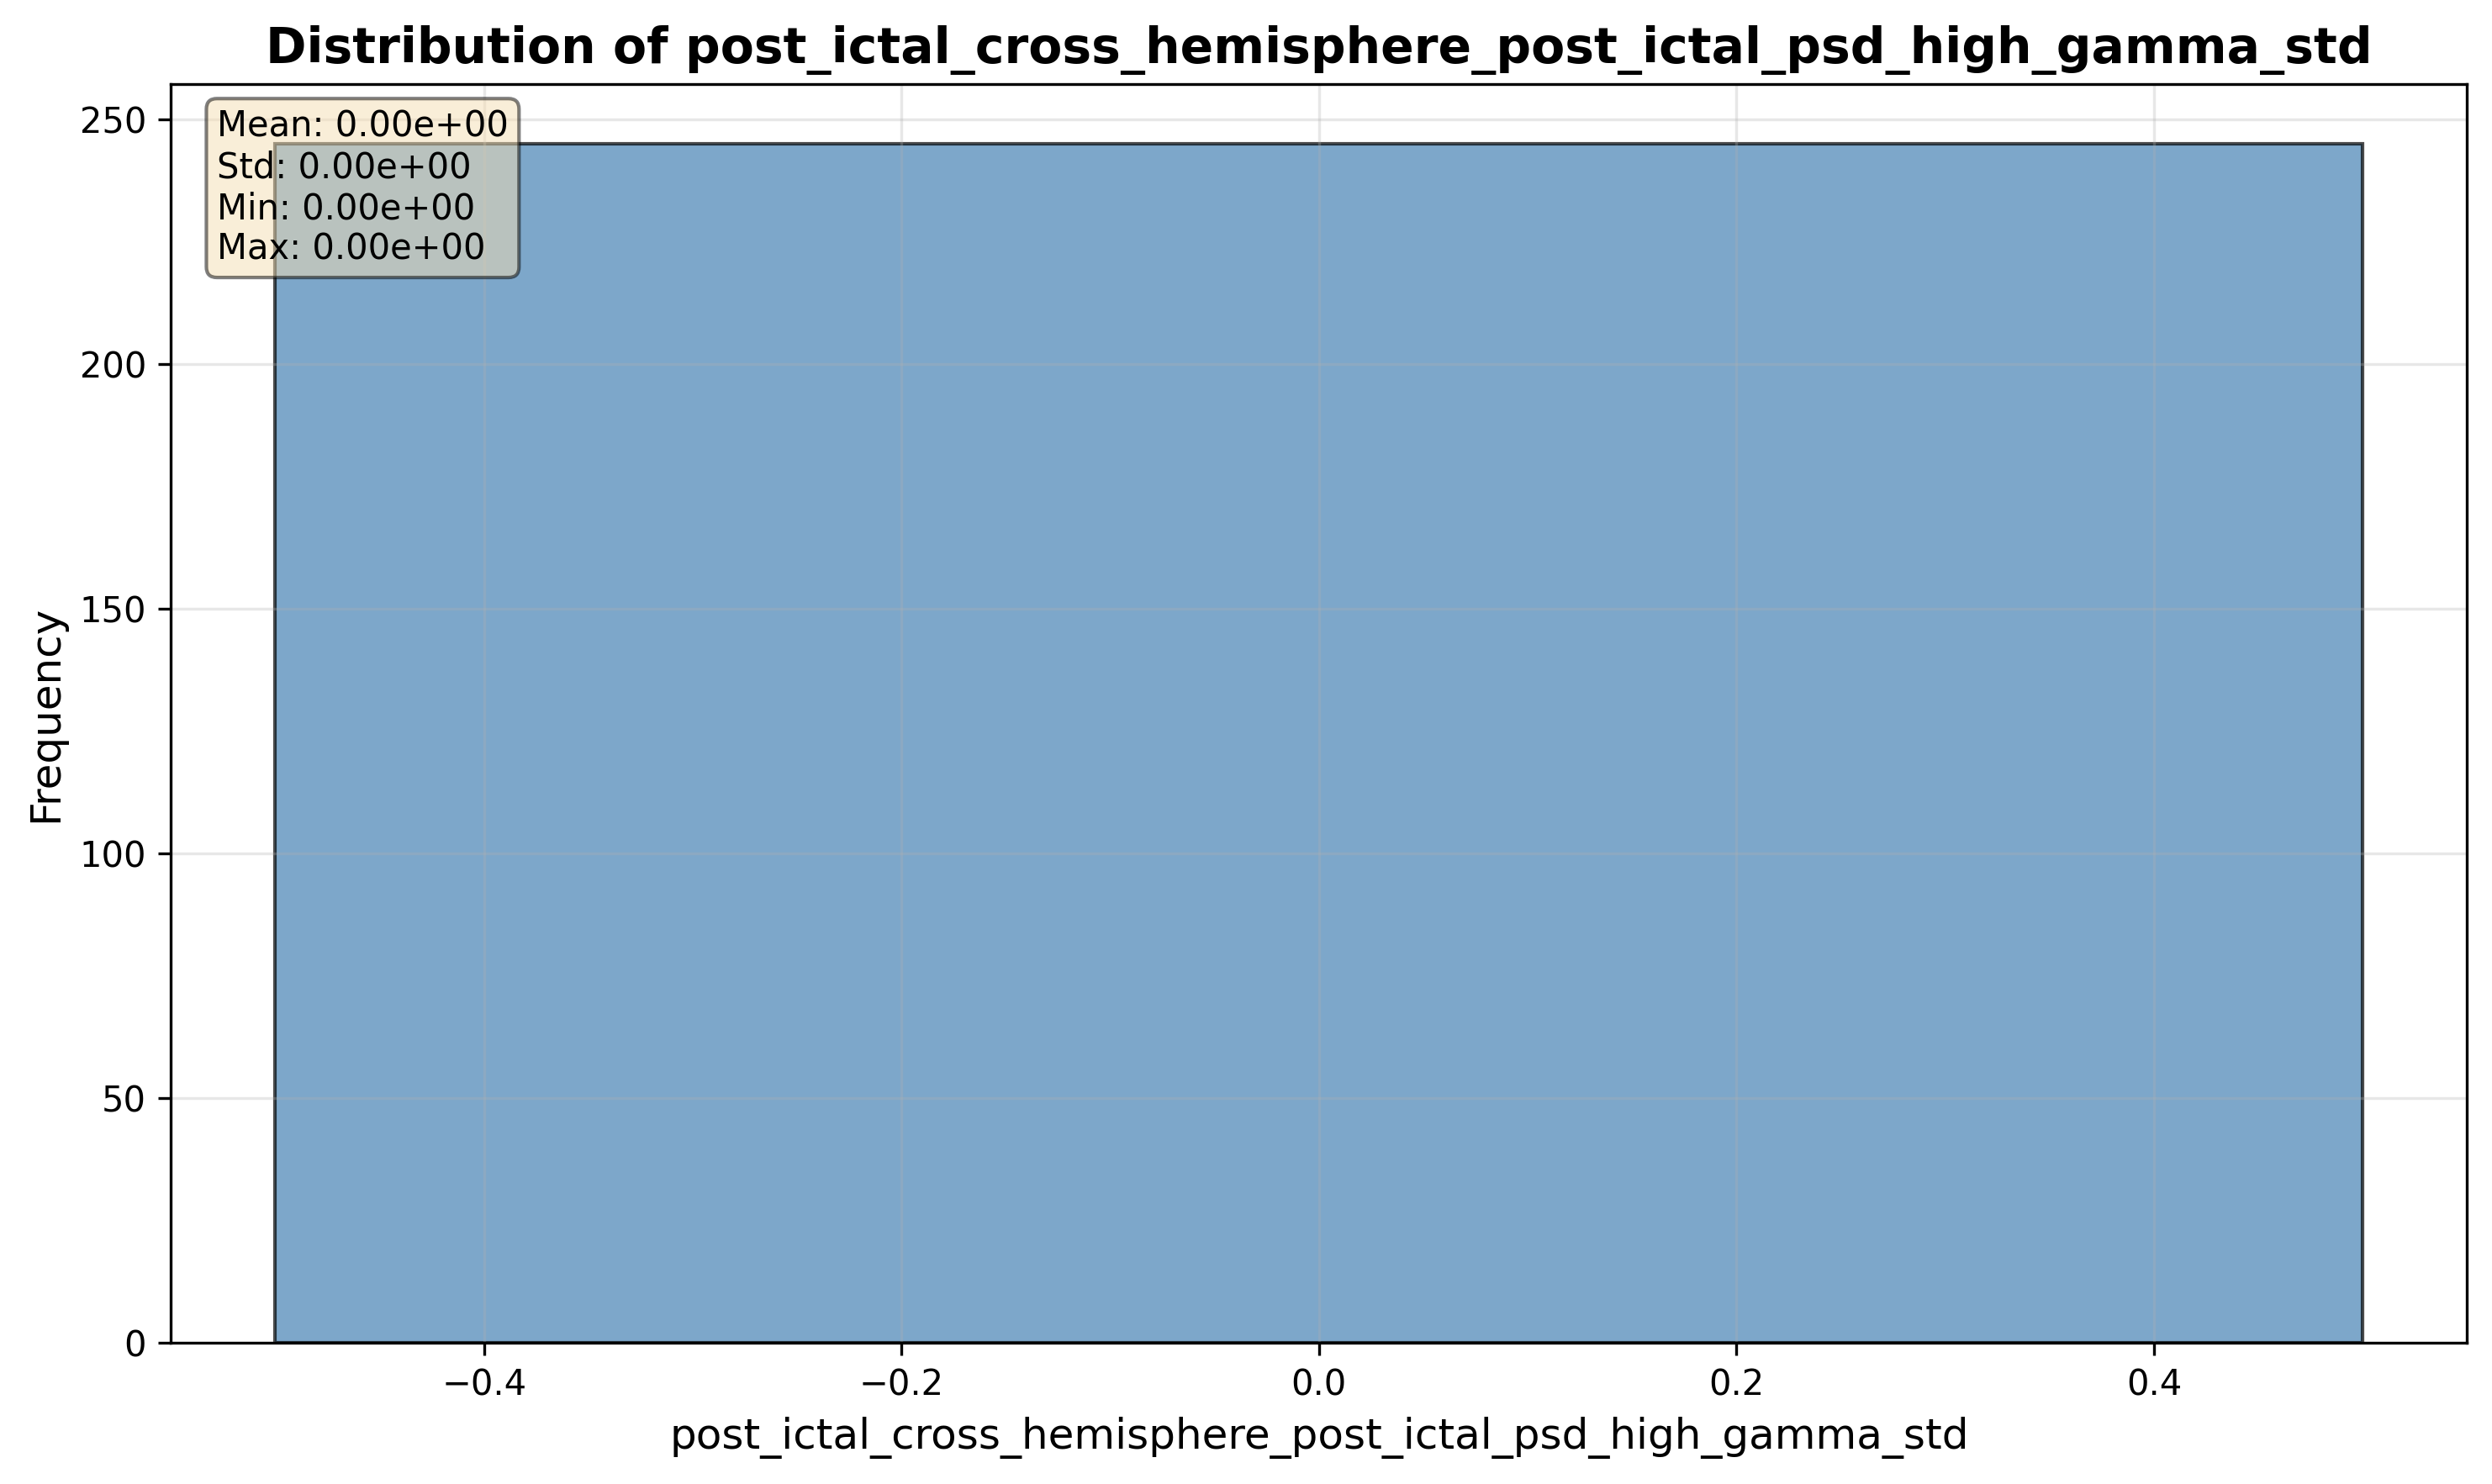 Distribution of post_ictal_cross_hemisphere_post_ictal_psd_high_gamma_std
Mean: 0.00e+00
Std: 0.00e+00
Min: 0.00e+00
Max: 0.00e+00
250
200
150
100
50
0
Frequency
−0.4
−0.2
0.0
0.2
0.4
post_ictal_cross_hemisphere_post_ictal_psd_high_gamma_std